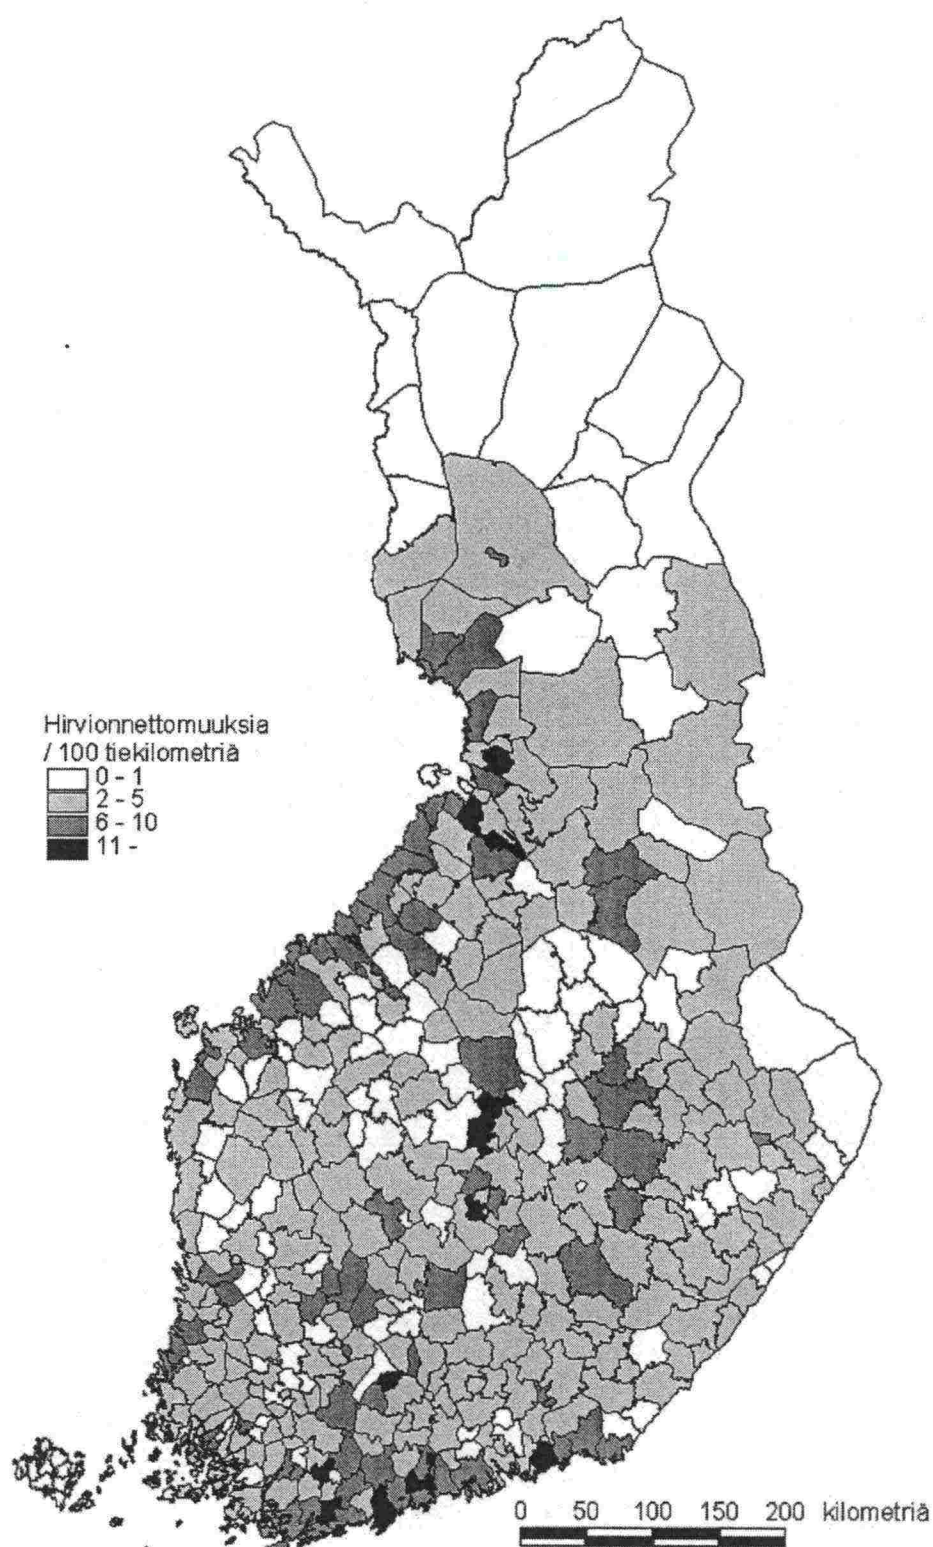 Hirvionnettomuuksia
/ 100 tiekilometriä
0 - 1
2 - 5
6 - 10
11 -
0 50 100 150 200 kilometriä